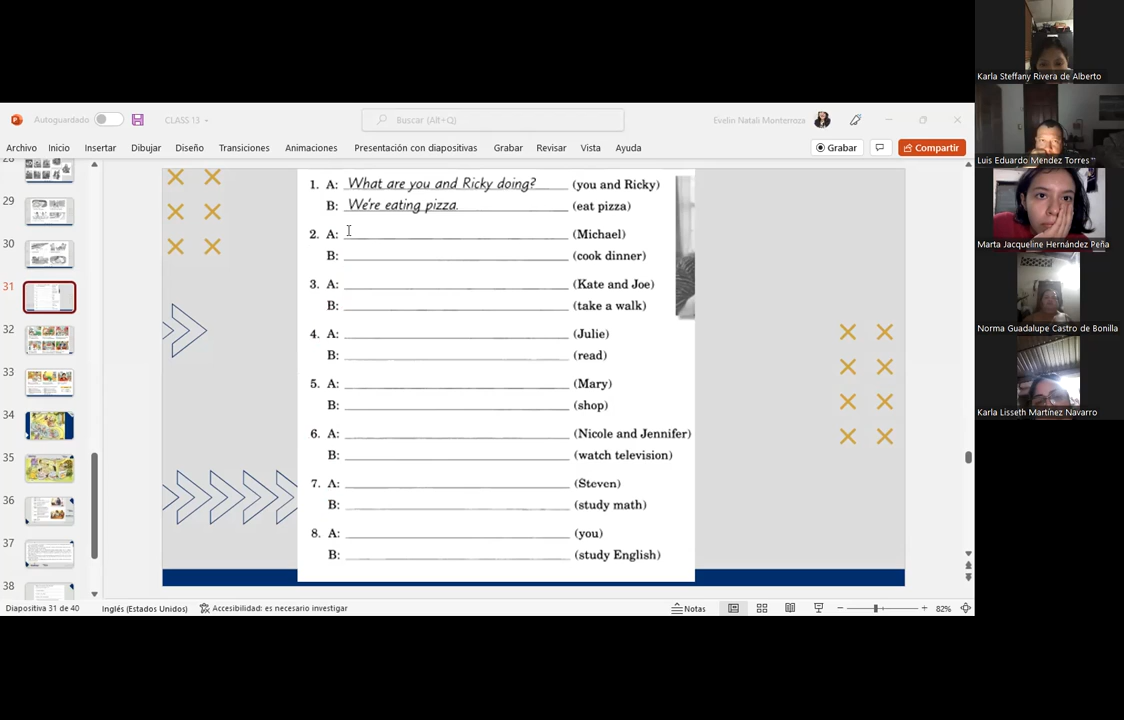 Autoguardado
CLASS 13
Buscar (Alt+Q)
Evelin Natali Monterroza
Archivo Inicio Insertar Dibujar Diseño Transiciones Animaciones Presentación con diapositivas Grabar Revisar Vista Ayuda
Grabar
Compartir
28
29
30
31
32
33
34
35
36
37
38
1. A: What are you and Ricky doing? (you and Ricky)
B: We're eating pizza. (eat pizza)
2. A: (Michael)
B: (cook dinner)
3. A: (Kate and Joe)
B: (take a walk)
4. A: (Julie)
B: (read)
5. A: (Mary)
B: (shop)
6. A: (Nicole and Jennifer)
B: (watch television)
7. A: (Steven)
B: (study math)
8. A: (you)
B: (study English)
Diapositiva 31 de 40
Inglés (Estados Unidos)
Accesibilidad: es necesario investigar
Notas
82%
Karla Steffany Rivera de Alberto
Luis Eduardo Mendez Torres
Marta Jacqueline Hernández Peña
Norma Guadalupe Castro de Bonilla
Karla Lisseth Martínez Navarro